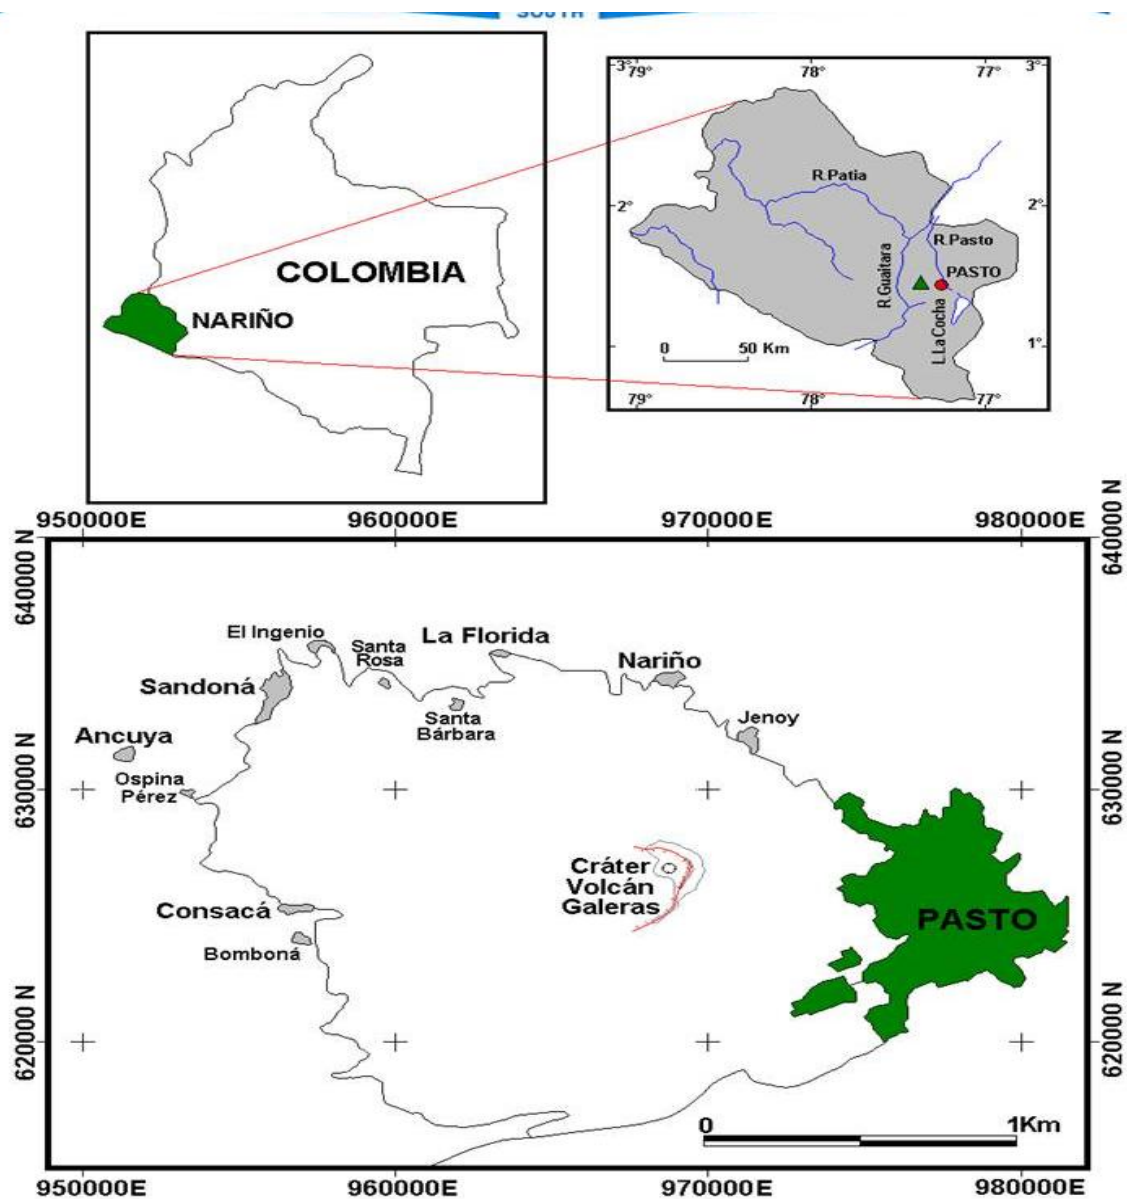 SOUTH
COLOMBIA
NARIÑO
3°
79°
78°
77°
3°
R.Patia
2°
2°
R.Pasto
R.Guaitara
PASTO
L.La Cocha
0
50 Km
1°
1°
79°
78°
77°
950000E
960000E
970000E
980000E
640000 N
640000 N
El Ingenio
Santa
Rosa
La Florida
Nariño
Sandoná
Santa
Bárbara
Jenoy
Ancuya
Ospina
Pérez
630000 N
630000 N
Cráter
Volcán
Galeras
Consacá
PASTO
Bomboná
620000 N
620000 N
0
1Km
950000E
960000E
970000E
980000E